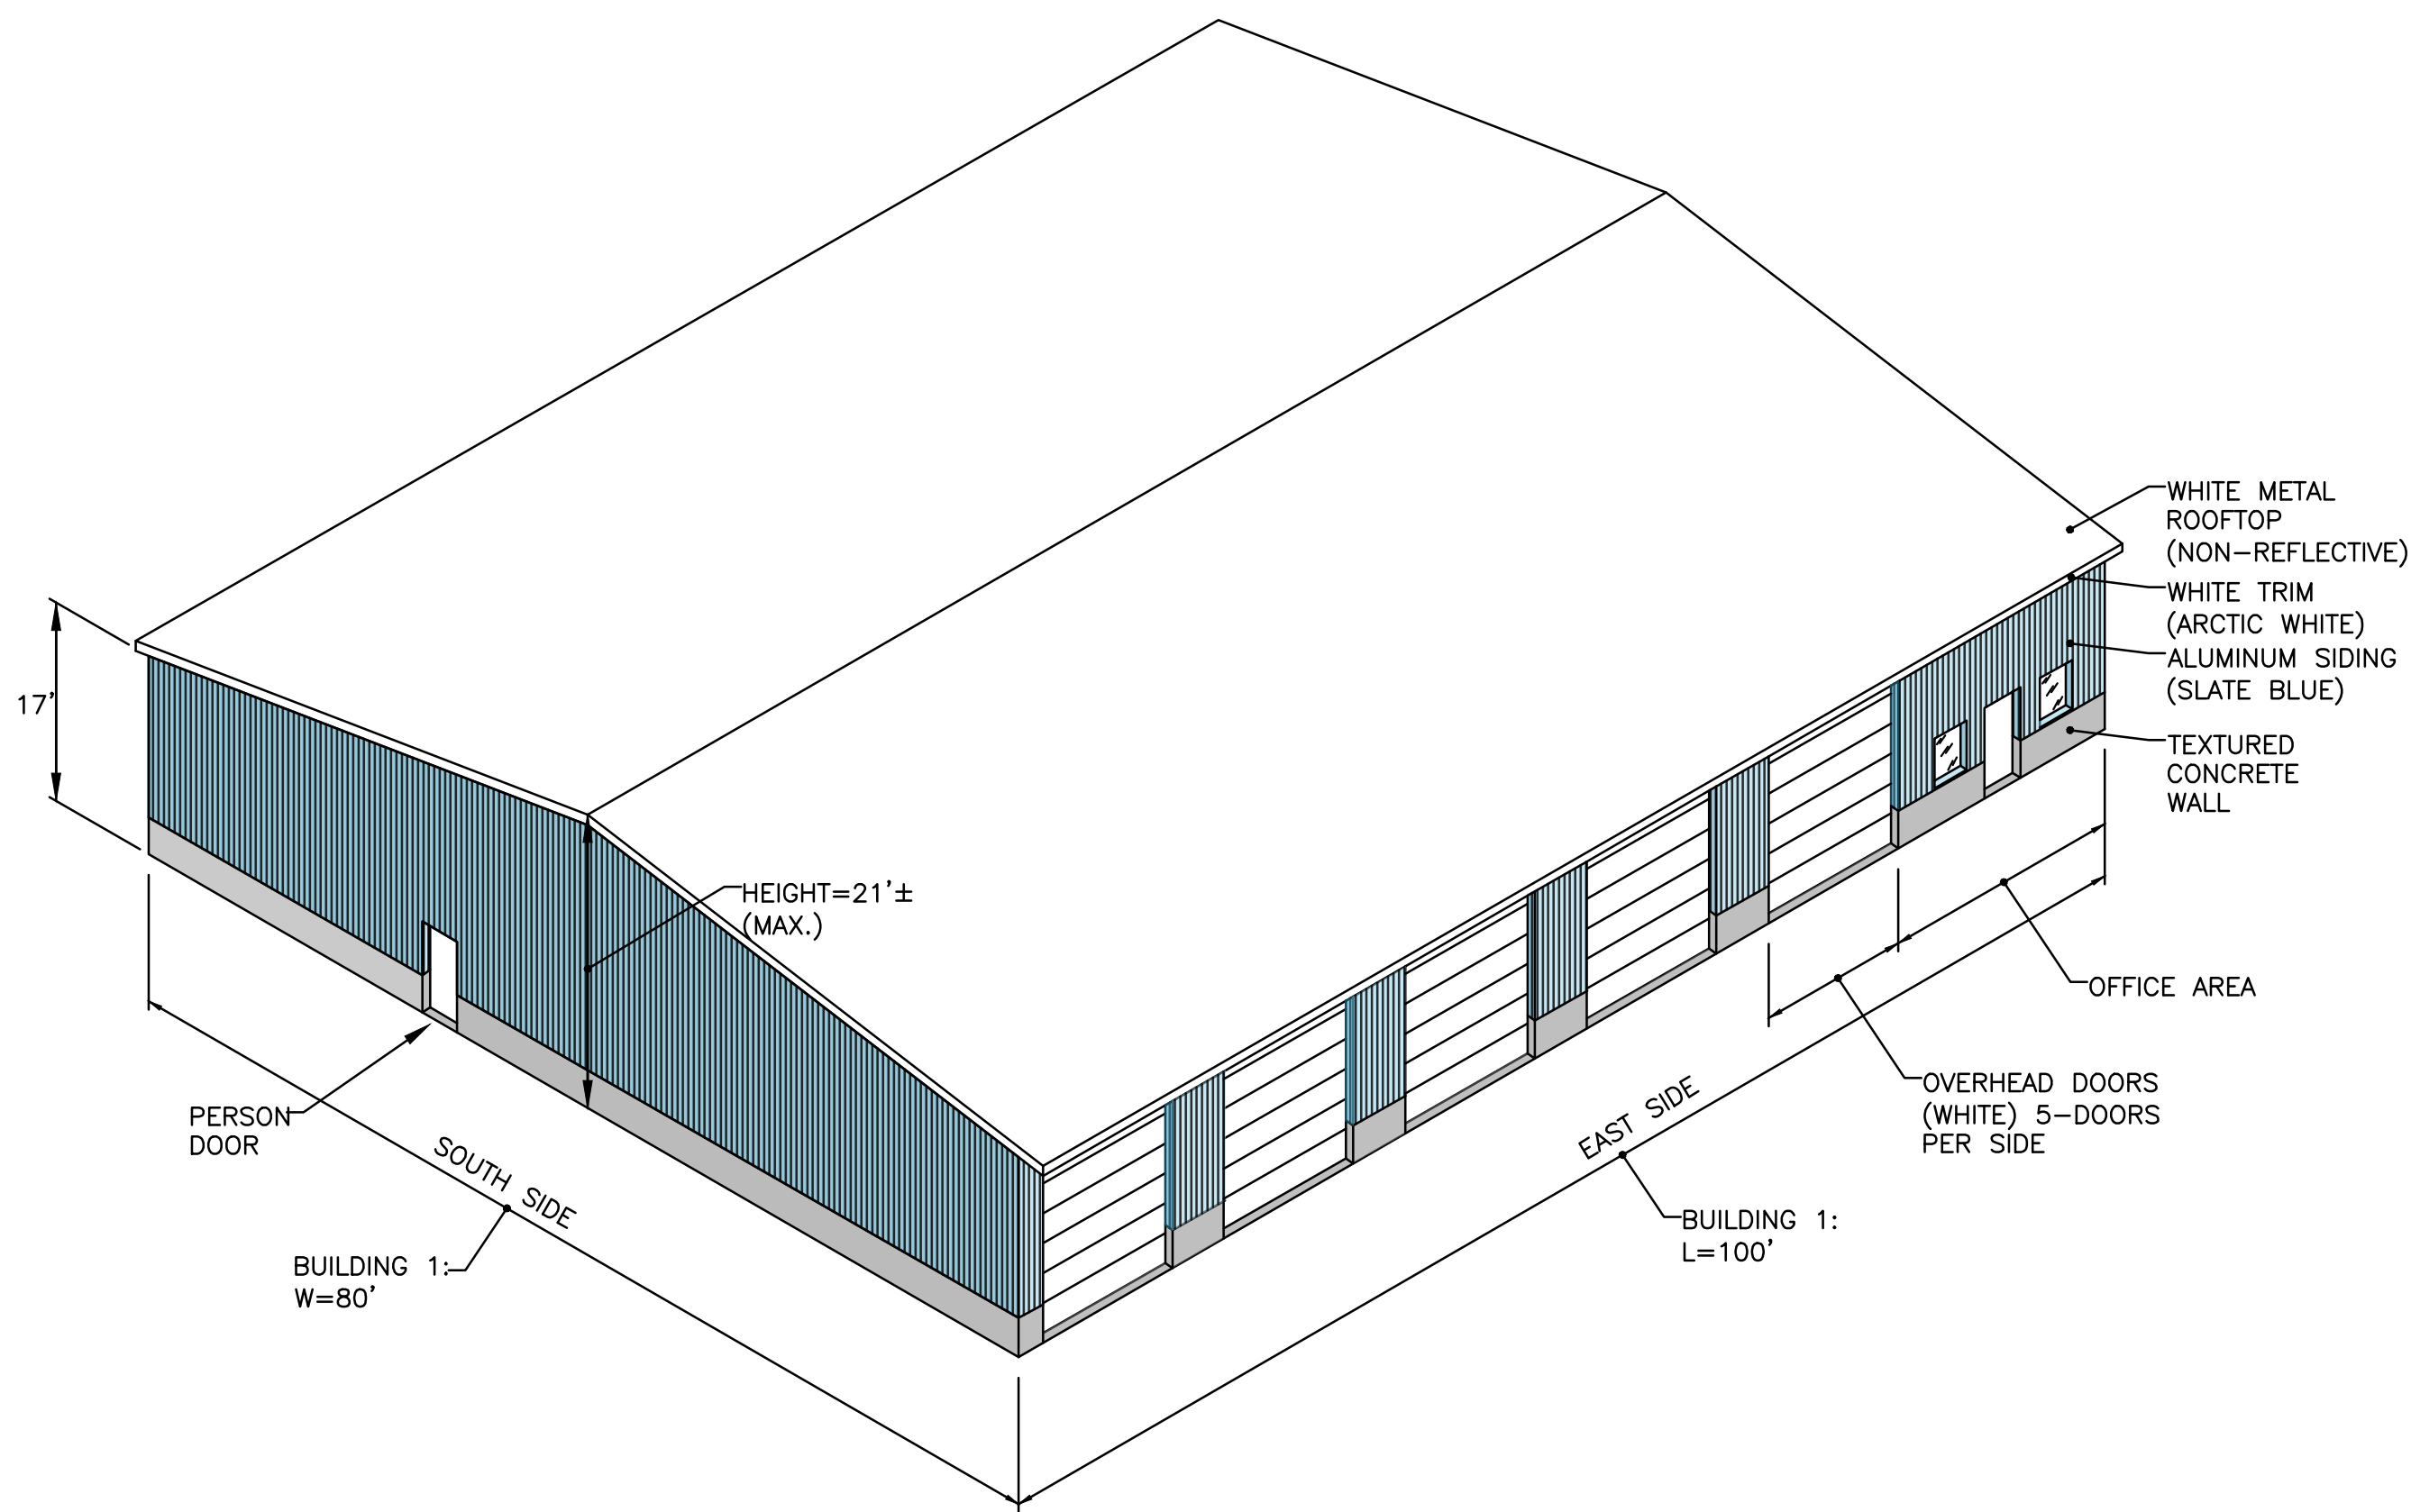 WHITE METAL
ROOFTOP
(NON-REFLECTIVE)
WHITE TRIM
(ARCTIC WHITE)
ALUMINUM SIDING
(SLATE BLUE)
TEXTURED
CONCRETE
WALL
17'
HEIGHT=21'±
(MAX.)
OFFICE AREA
OVERHEAD DOORS
(WHITE) 5-DOORS
PER SIDE
PERSON
DOOR
SOUTH SIDE
EAST SIDE
BUILDING 1:
W=80'
BUILDING 1:
L=100'